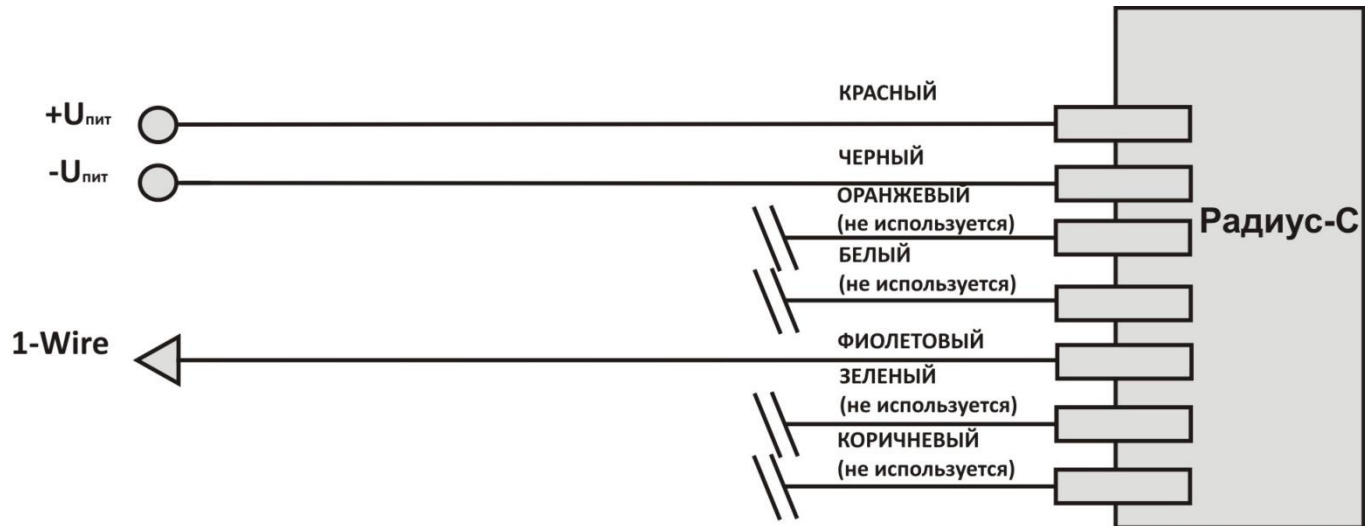 КРАСНЫЙ
+Uпит
ЧЕРНЫЙ
-Uпит
ОРАНЖЕВЫЙ
(не используется)
Радиус-С
БЕЛЫЙ
(не используется)
ФИОЛЕТОВЫЙ
1-Wire
ЗЕЛЕНЫЙ
(не используется)
КОРИЧНЕВЫЙ
(не используется)